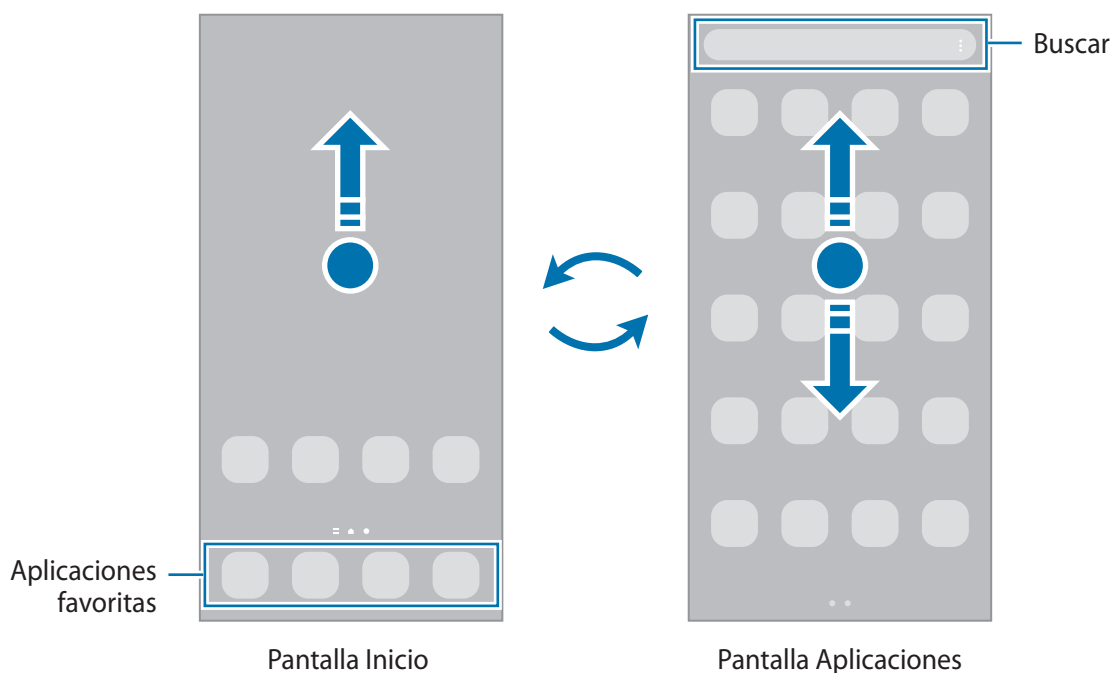 Buscar
Aplicaciones
favoritas
Pantalla Inicio
Pantalla Aplicaciones